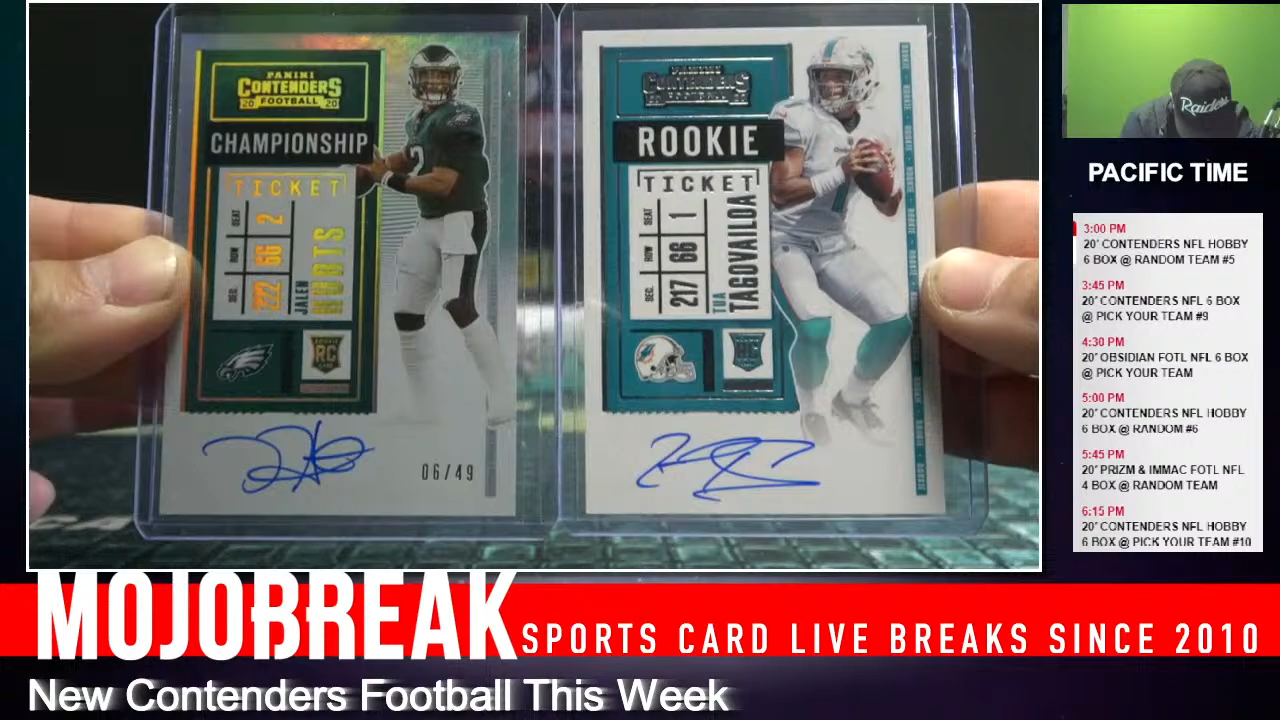 PANINI
CONTENDERS
20 FOOTBALL 20
CHAMPIONSHIP
TICKET
SEC. 222 ROW 66 SEAT 2
JALEN
HURTS
ROOKIE
RC
06/49
PANINI
CONTENDERS
FOOTBALL
ROOKIE
TICKET
SEC. 217 ROW 66 SEAT 1
TUA
TAGOVAILOA
RC
ROOKIE
Raiders
PACIFIC TIME
3:00 PM
20' CONTENDERS NFL HOBBY
6 BOX @ RANDOM TEAM #5
3:45 PM
20' CONTENDERS NFL 6 BOX
@ PICK YOUR TEAM #9
4:30 PM
20' OBSIDIAN FOTL NFL 6 BOX
@ PICK YOUR TEAM
5:00 PM
20' CONTENDERS NFL HOBBY
6 BOX @ RANDOM #6
5:45 PM
20' PRIZM & IMMAC FOTL NFL
4 BOX @ RANDOM TEAM
6:15 PM
20' CONTENDERS NFL HOBBY
6 BOX @ PICK YOUR TEAM #10
MOJOBREAK
SPORTS CARD LIVE BREAKS SINCE 2010
New Contenders Football This Week